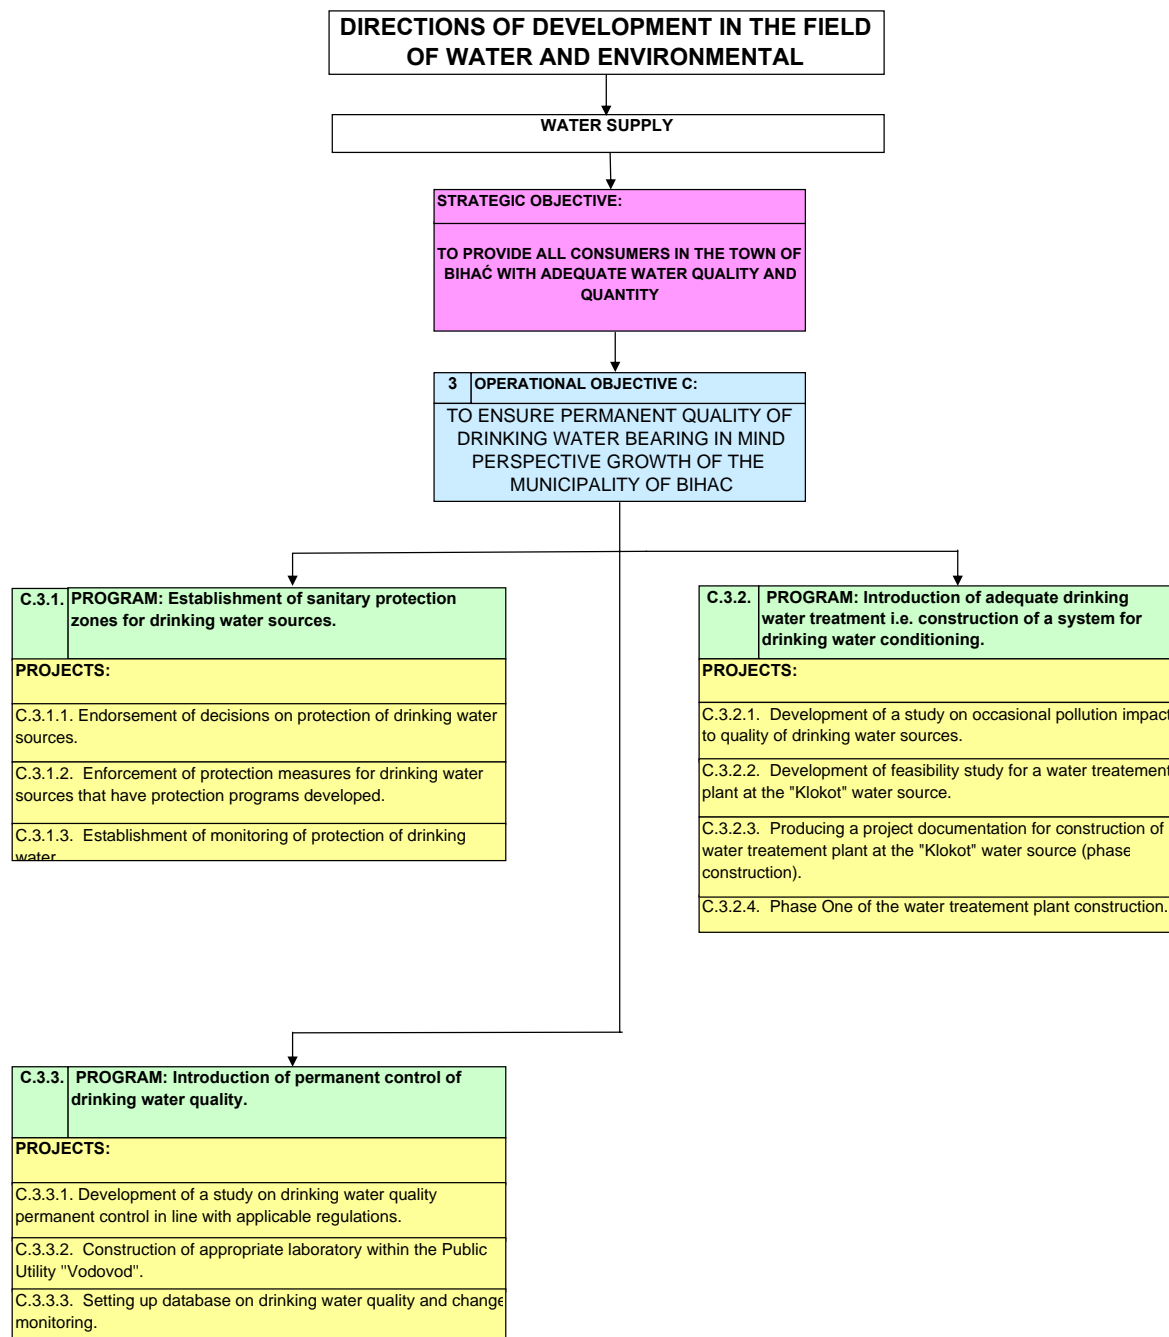 DIRECTIONS OF DEVELOPMENT IN THE FIELD
OF WATER AND ENVIRONMENTAL
WATER SUPPLY
STRATEGIC OBJECTIVE:
TO PROVIDE ALL CONSUMERS IN THE TOWN OF
BIHAĆ WITH ADEQUATE WATER QUALITY AND
QUANTITY
3 OPERATIONAL OBJECTIVE C:
TO ENSURE PERMANENT QUALITY OF
DRINKING WATER BEARING IN MIND
PERSPECTIVE GROWTH OF THE
MUNICIPALITY OF BIHAC
C.3.1. PROGRAM: Establishment of sanitary protection
zones for drinking water sources.
PROJECTS:
C.3.1.1. Endorsement of decisions on protection of drinking water
sources.
C.3.1.2. Enforcement of protection measures for drinking water
sources that have protection programs developed.
C.3.1.3. Establishment of monitoring of protection of drinking
water
C.3.2. PROGRAM: Introduction of adequate drinking
water treatment i.e. construction of a system for
drinking water conditioning.
PROJECTS:
C.3.2.1. Development of a study on occasional pollution impact
to quality of drinking water sources.
C.3.2.2. Development of feasibility study for a water treatement
plant at the "Klokot" water source.
C.3.2.3. Producing a project documentation for construction of
water treatement plant at the "Klokot" water source (phase
construction).
C.3.2.4. Phase One of the water treatement plant construction.
C.3.3. PROGRAM: Introduction of permanent control of
drinking water quality.
PROJECTS:
C.3.3.1. Development of a study on drinking water quality
permanent control in line with applicable regulations.
C.3.3.2. Construction of appropriate laboratory within the Public
Utility "Vodovod".
C.3.3.3. Setting up database on drinking water quality and change
monitoring.